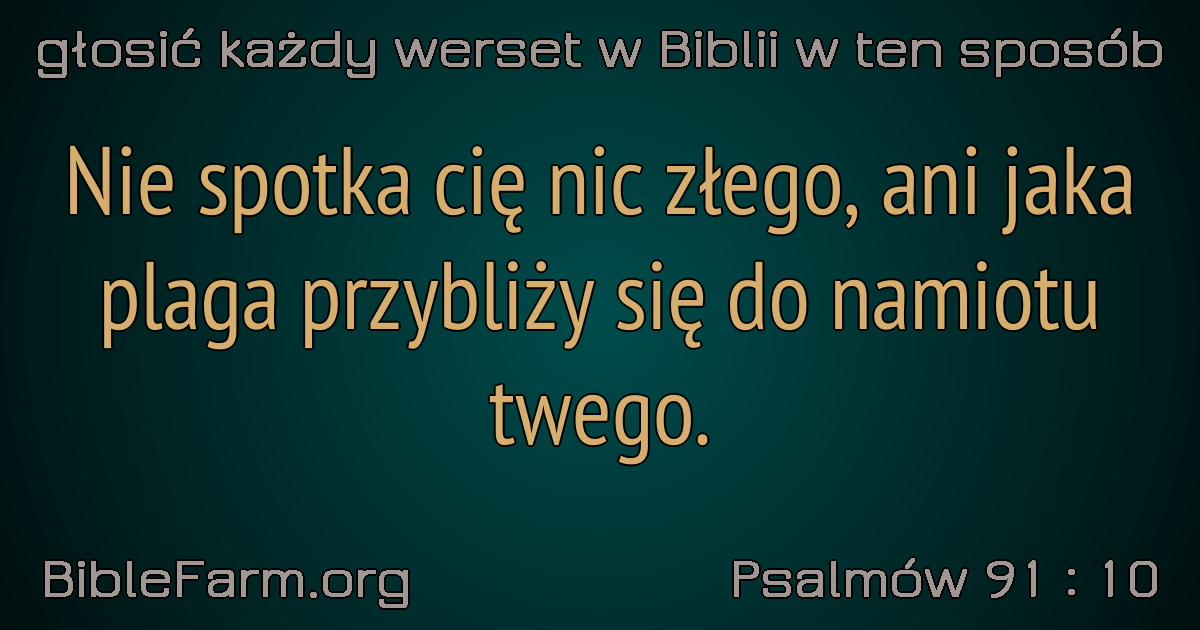 głosić każdy werset w Biblii w ten sposób
Nie spotka cię nic złego, ani jaka
plaga przybliży się do namiotu
twego.
BibleFarm.org
Psalmów 91 : 10